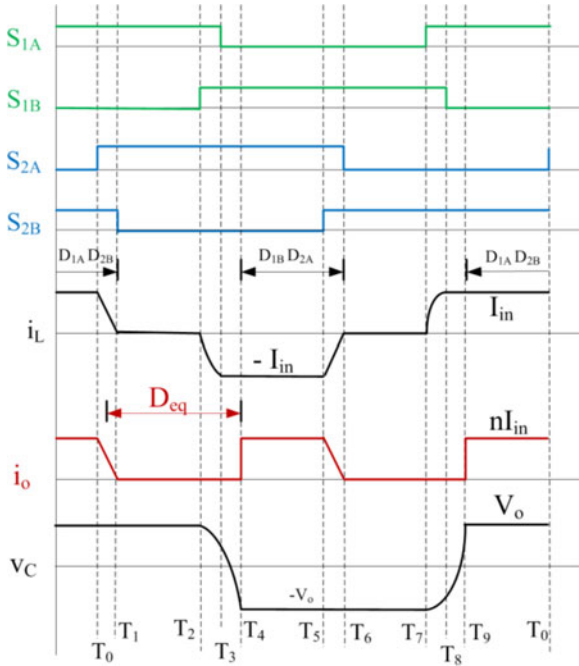 S1A
S1B
S2A
S2B
D1A D2B
D1B D2A
D1A D2B
iL
Iin
- Iin
Deq
io
nIin
vC
Vo
-Vo
T0 T1 T2 T3 T4 T5 T6 T7 T8 T9 T0